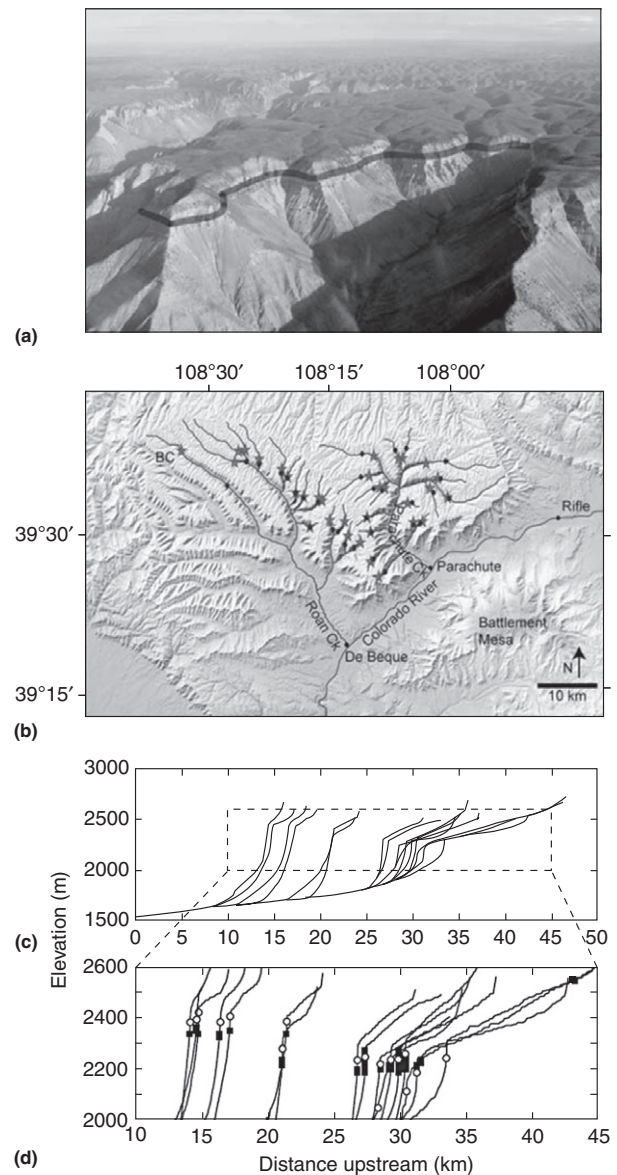 (a)
108°30′ 108°15′ 108°00′
BC
Rifle
39°30′
Parachute Ck
Parachute
Colorado River
Roan Ck
Battlement
Mesa
De Beque
N
39°15′
10 km
(b)
3000
2500
2000
1500
0 5 10 15 20 25 30 35 40 45 50
(c)
Elevation (m)
2600
2400
2200
2000
10 15 20 25 30 35 40 45
(d)
Distance upstream (km)